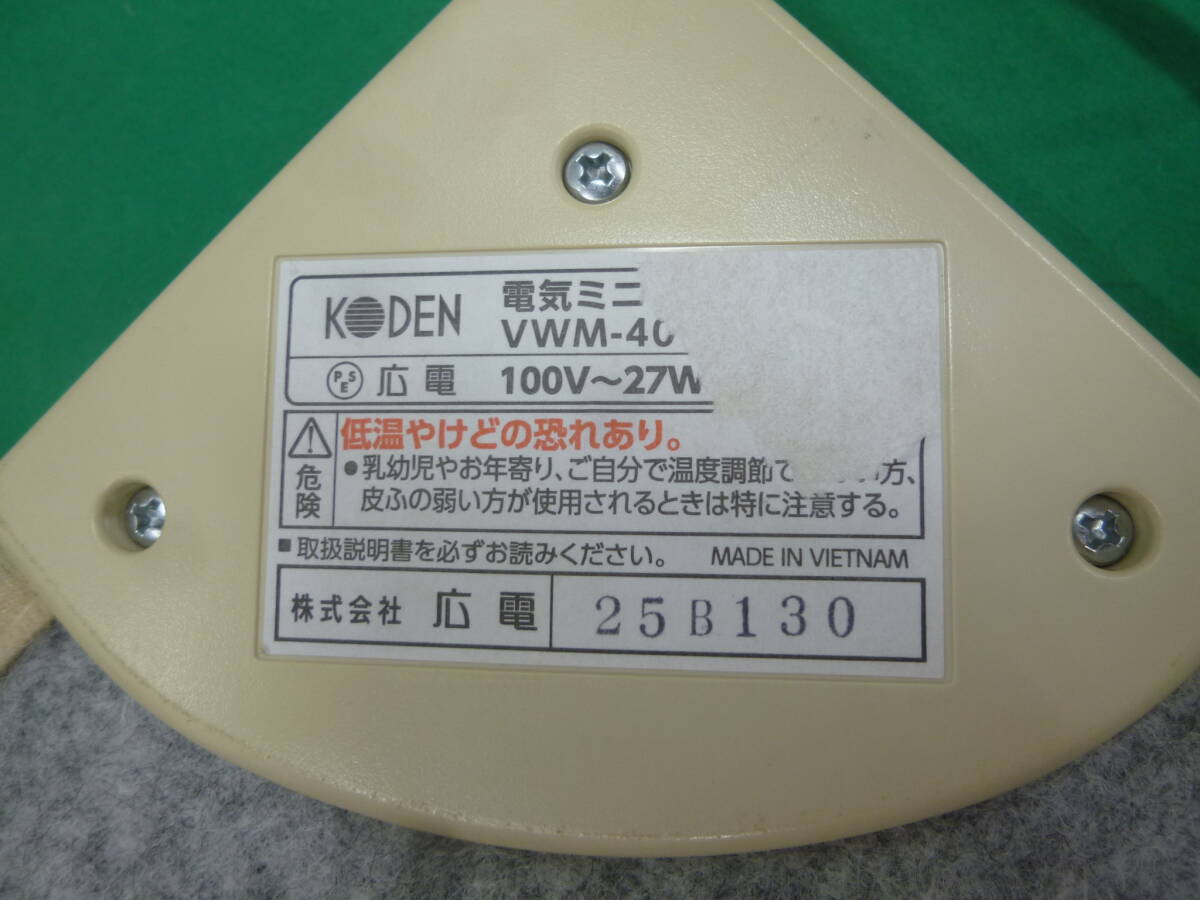 KODEN
電気ミニ
VWM-40
PSE 広電 100V～27W
危険
低温やけどの恐れあり。
●乳幼児やお年寄り、ご自分で温度調節で い方、
皮ふの弱い方が使用されるときは特に注意する。
■取扱説明書を必ずお読みください。 MADE IN VIETNAM
株式会社 広電 25B130